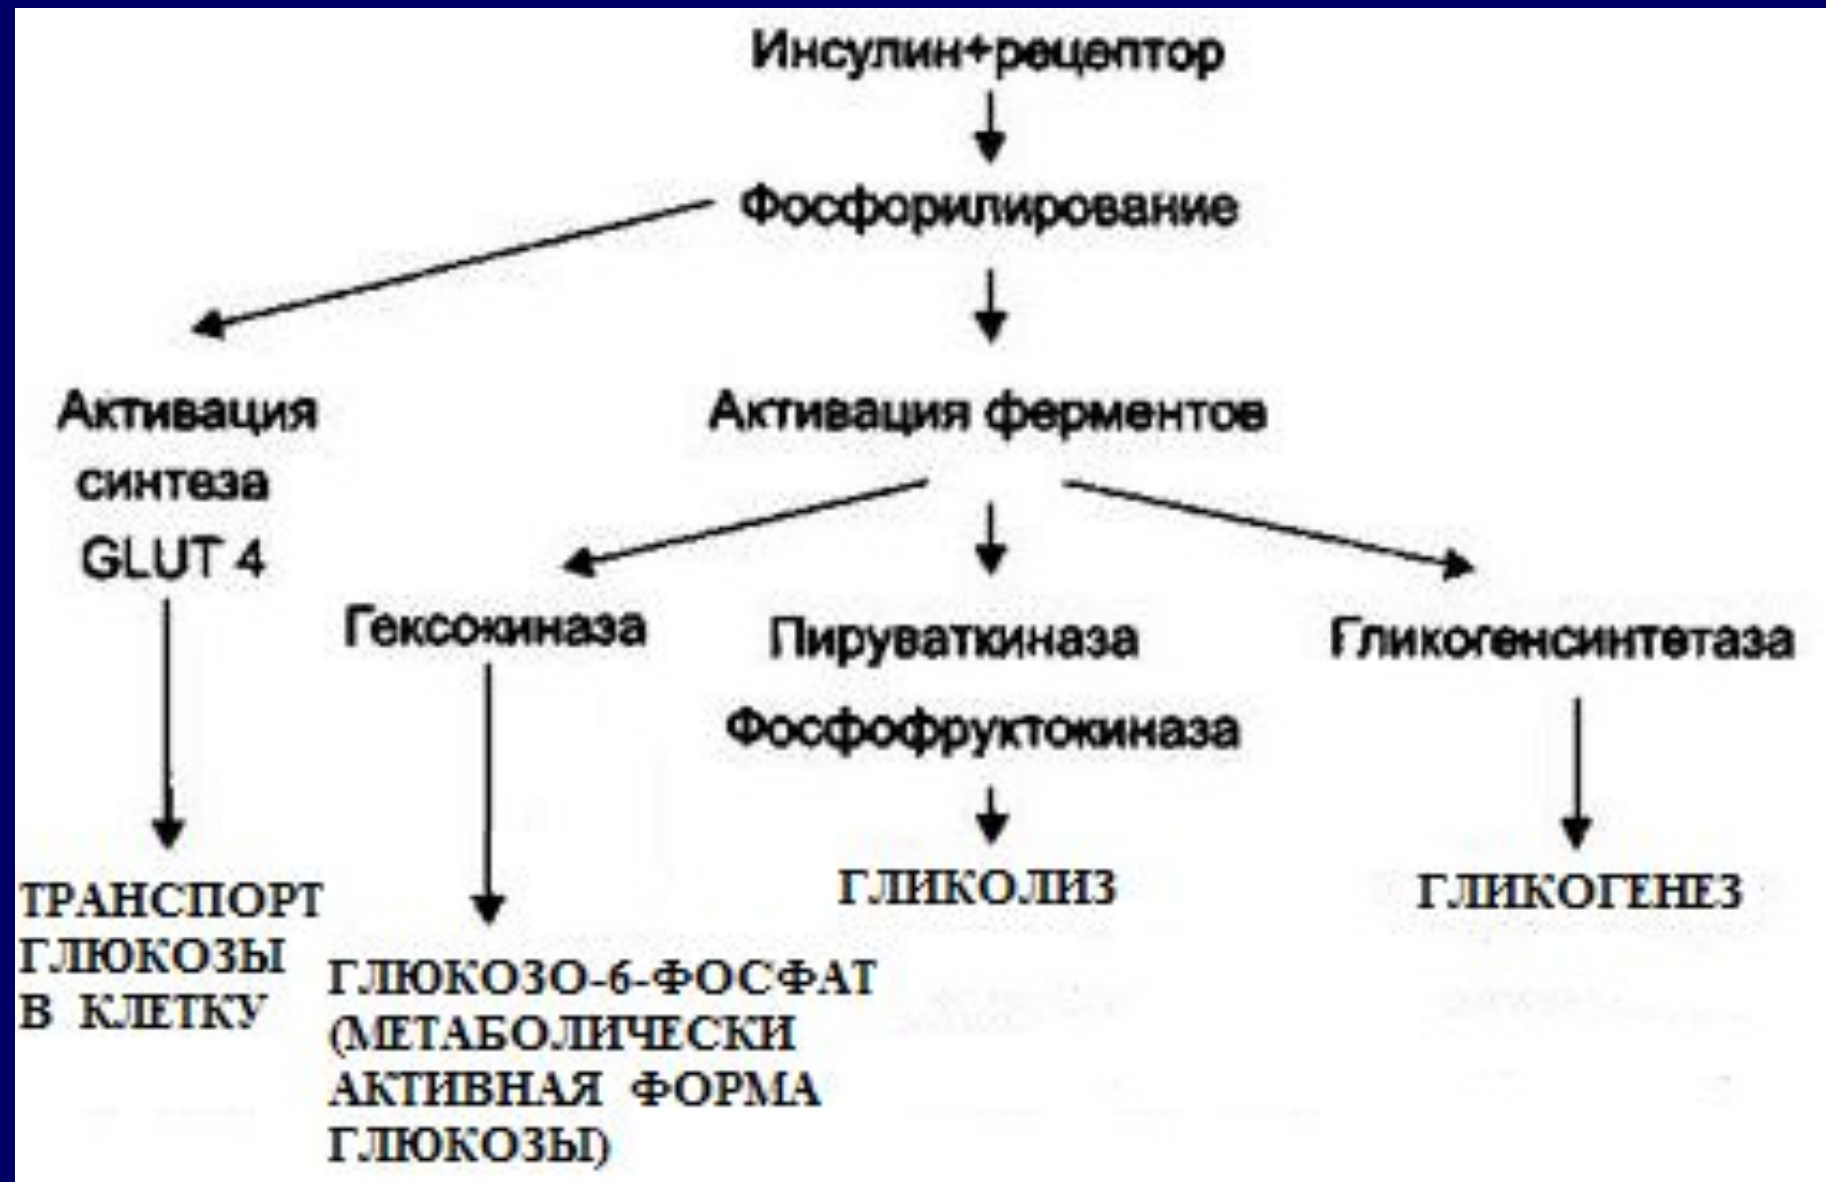 Инсулин+рецептор
Фосфорилирование
Активация
синтеза
GLUT 4
Активация ферментов
Гексокиназа
Пируваткиназа
Фосфофруктокиназа
Гликогенсинтетаза
ТРАНСПОРТ
ГЛЮКОЗЫ
В КЛЕТКУ
ГЛЮКОЗО-6-ФОСФАТ
(МЕТАБОЛИЧЕСКИ
АКТИВНАЯ ФОРМА
ГЛЮКОЗЫ)
ГЛИКОЛИЗ
ГЛИКОГЕНЕЗ